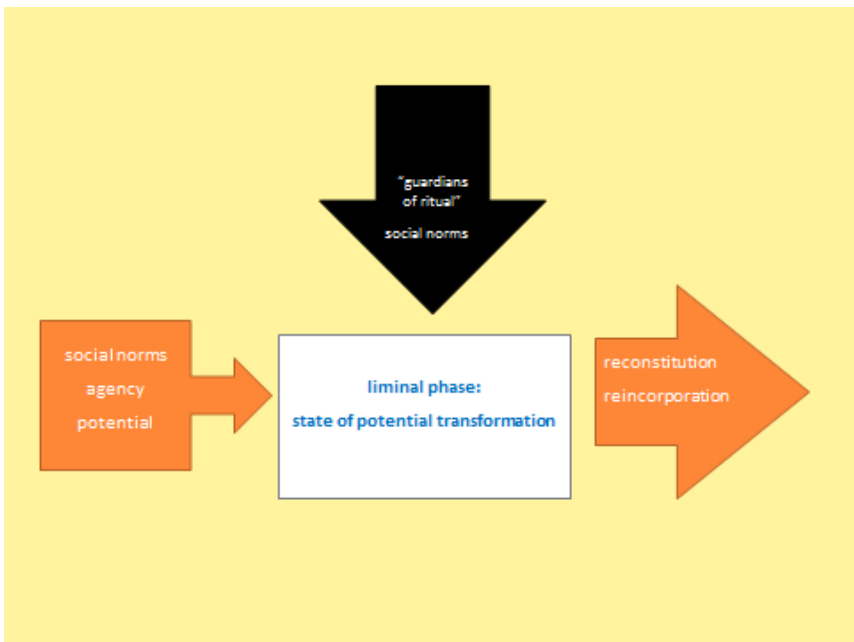 "guardians
of ritual"
social norms
social norms
agency
potential
liminal phase:
state of potential transformation
reconstitution
reincorporation